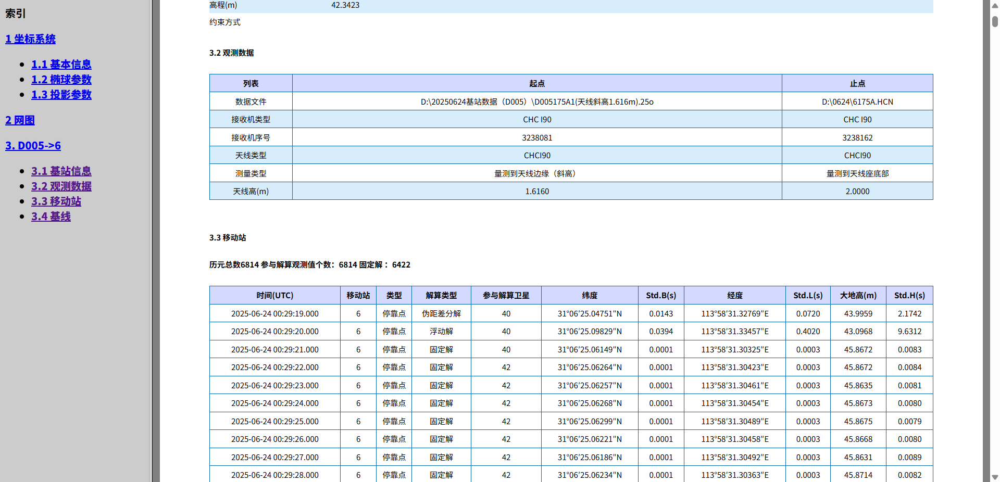 索引
1 坐标系统
1.1 基本信息
1.2 椭球参数
1.3 投影参数
2 网图
3. D005->6
3.1 基站信息
3.2 观测数据
3.3 移动站
3.4 基线
高程(m) 42.3423
约束方式
3.2 观测数据
列表 起点 止点
数据文件 D:\20250624基站数据（D005）\D005175A1(天线斜高1.616m).25o D:\0624\6175A.HCN
接收机类型 CHC I90 CHC I90
接收机序号 3238081 3238162
天线类型 CHCI90 CHCI90
测量类型 量测到天线边缘（斜高） 量测到天线座底部
天线高(m) 1.6160 2.0000
3.3 移动站
历元总数6814 参与解算观测值个数：6814 固定解：6422
时间(UTC) 移动站 类型 解算类型 参与解算卫星 纬度 Std.B(s) 经度 Std.L(s) 大地高(m) Std.H(s)
2025-06-24 00:29:19.000 6 停靠点 伪距差分解 40 31°06′25.04751″N 0.0143 113°58′31.32769″E 0.0720 43.9959 2.1742
2025-06-24 00:29:20.000 6 停靠点 浮动解 40 31°06′25.09829″N 0.0394 113°58′31.33457″E 0.4020 43.0968 9.6312
2025-06-24 00:29:21.000 6 停靠点 固定解 40 31°06′25.06149″N 0.0001 113°58′31.30325″E 0.0003 45.8672 0.0083
2025-06-24 00:29:22.000 6 停靠点 固定解 42 31°06′25.06264″N 0.0001 113°58′31.30423″E 0.0003 45.8672 0.0084
2025-06-24 00:29:23.000 6 停靠点 固定解 42 31°06′25.06257″N 0.0001 113°58′31.30461″E 0.0003 45.8635 0.0081
2025-06-24 00:29:24.000 6 停靠点 固定解 42 31°06′25.06268″N 0.0001 113°58′31.30454″E 0.0003 45.8673 0.0080
2025-06-24 00:29:25.000 6 停靠点 固定解 42 31°06′25.06299″N 0.0001 113°58′31.30489″E 0.0003 45.8675 0.0079
2025-06-24 00:29:26.000 6 停靠点 固定解 42 31°06′25.06221″N 0.0001 113°58′31.30458″E 0.0003 45.8668 0.0080
2025-06-24 00:29:27.000 6 停靠点 固定解 42 31°06′25.06186″N 0.0001 113°58′31.30492″E 0.0003 45.8631 0.0089
2025-06-24 00:29:28.000 6 停靠点 固定解 42 31°06′25.06234″N 0.0001 113°58′31.30363″E 0.0003 45.8714 0.0082